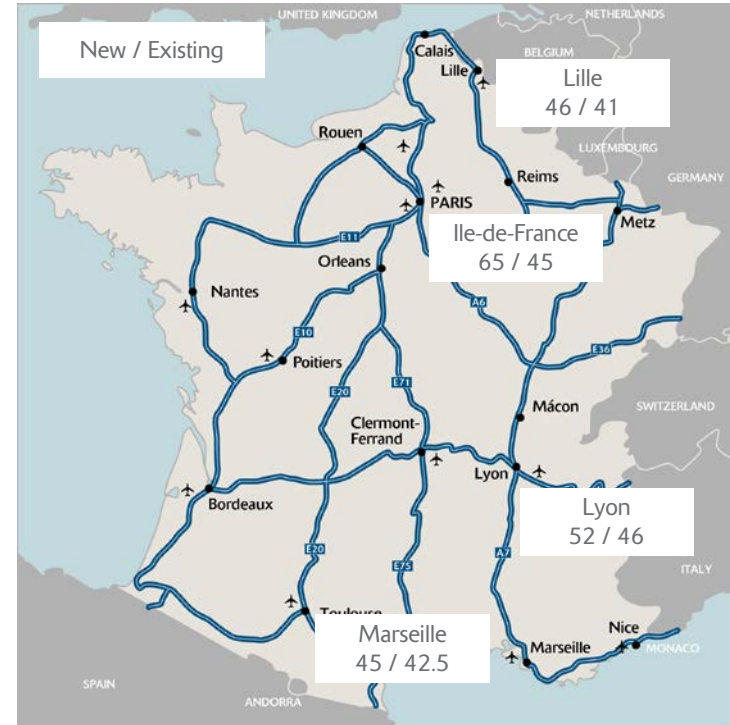 UNITED KINGDOM
NETHERLANDS
New / Existing
Calais
BELGIUM
Lille
Lille
46 / 41
Rouen
LUXEMBOURG
GERMANY
Reims
PARIS
Metz
E11
Ile-de-France
65 / 45
Orleans
Nantes
A6
E10
E36
Poitiers
E71
E20
Mácon
SWITZERLAND
Clermont-
Ferrand
Lyon
Bordeaux
Lyon
52 / 46
E20
A7
E75
ITALY
Toulouse
Nice
Marseille
45 / 42.5
Marseille
MONACO
SPAIN
ANDORRA